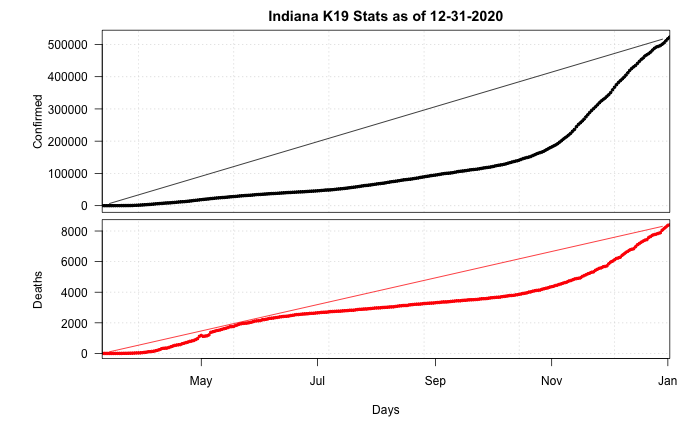 Indiana K19 Stats as of 12-31-2020
500000
400000
300000
200000
100000
0
Confirmed
8000
6000
4000
2000
0
Deaths
May Jul Sep Nov Jan
Days